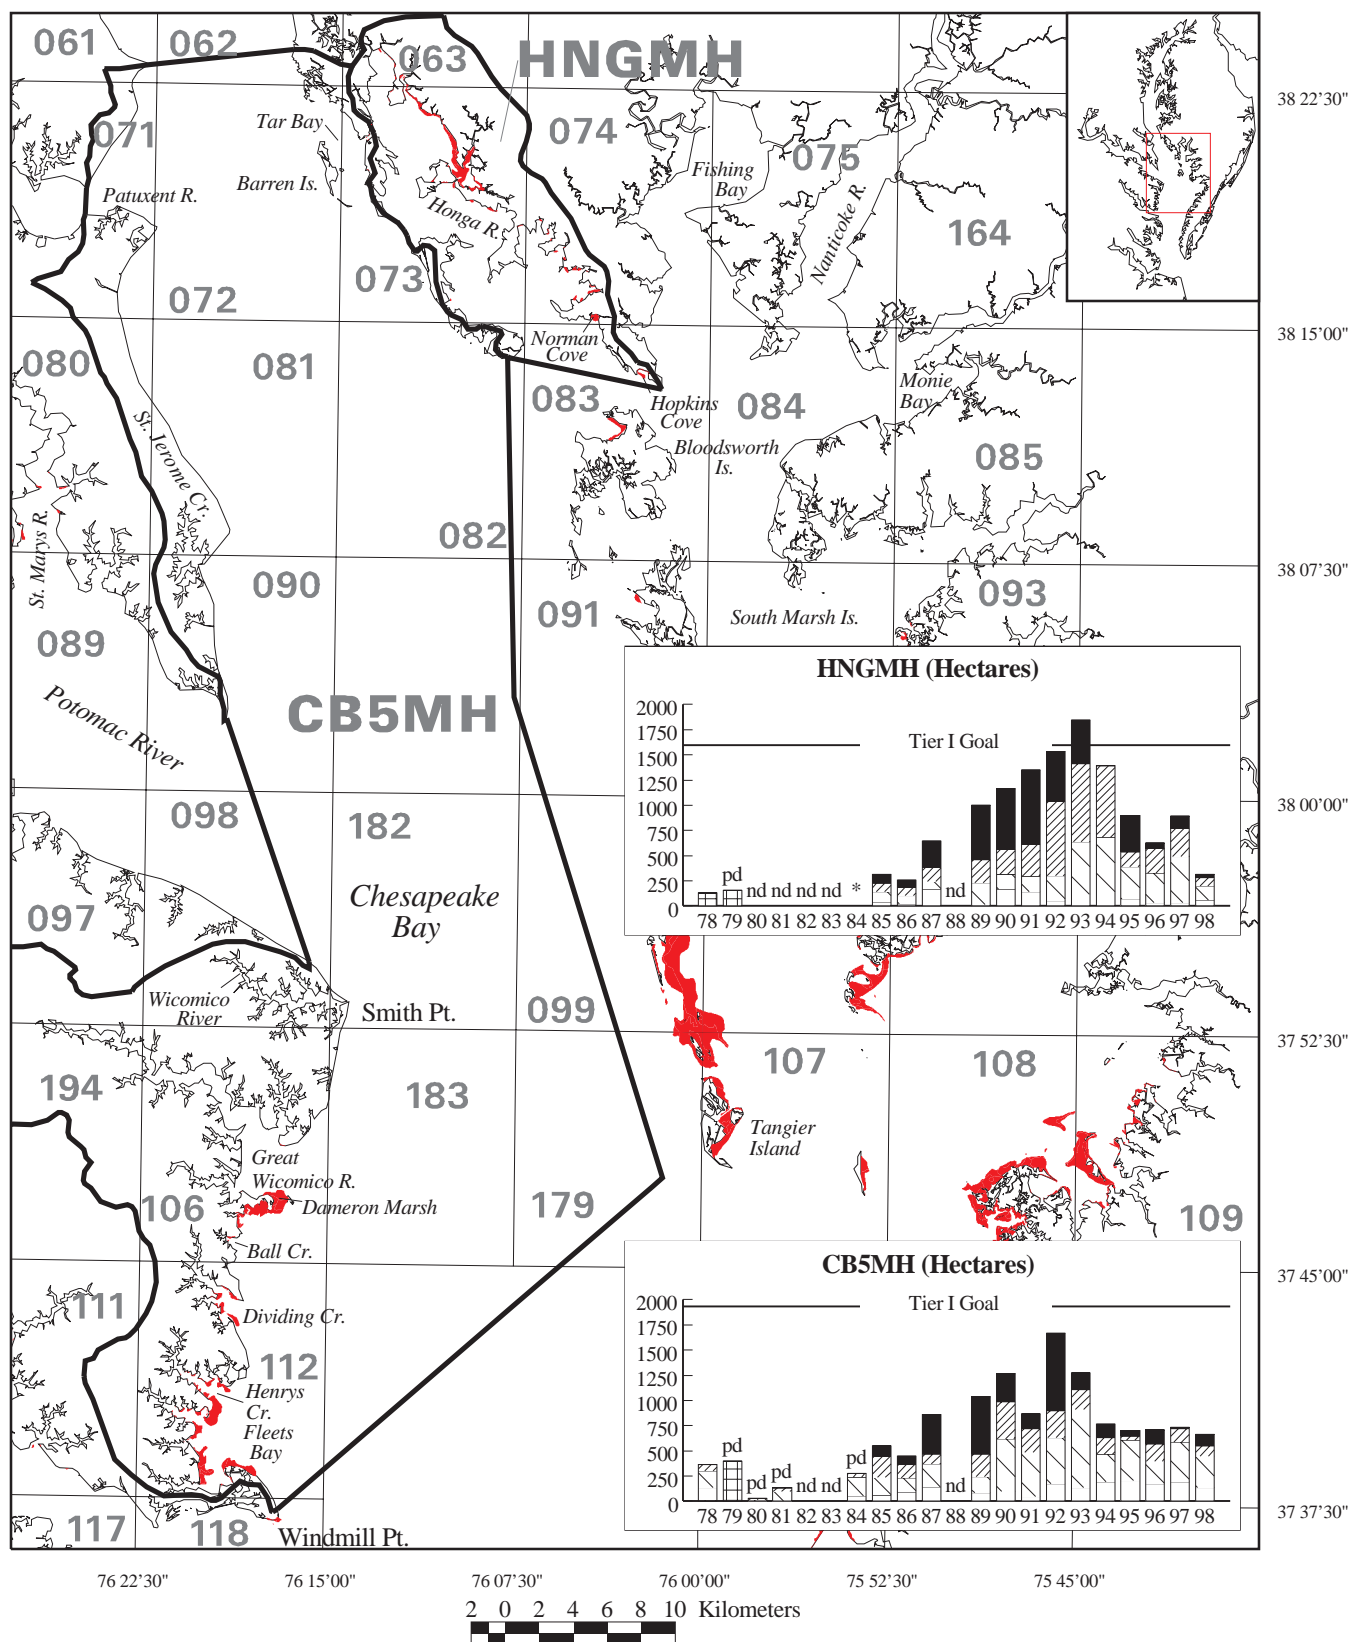 061
062
063
HNGMH
38 22'30"
071
Tar Bay
074
075
Fishing
Bay
Barren Is.
Patuxent R.
Honga R.
Nanticoke R.
164
073
072
38 15'00"
Norman
Cove
080
081
083
Hopkins
Cove
084
Monie
Bay
St. Jerome Cr.
Bloodsworth
Is.
085
St. Marys R.
082
38 07'30"
090
091
093
South Marsh Is.
089
Potomac River
CB5MH
HNGMH (Hectares)
2000
1750
1500
1250
1000
750
500
250
0
Tier I Goal
pd
nd nd nd nd * nd
78 79 80 81 82 83 84 85 86 87 88 89 90 91 92 93 94 95 96 97 98
38 00'00"
098
182
Chesapeake
Bay
097
Wicomico
River
Smith Pt.
099
37 52'30"
107
108
194
183
Tangier
Island
Great
Wicomico R.
106
Dameron Marsh
179
109
Ball Cr.
37 45'00"
111
Dividing Cr.
112
Henrys
Cr.
Fleets
Bay
CB5MH (Hectares)
2000
1750
1500
1250
1000
750
500
250
0
Tier I Goal
pd
pd
pd
nd nd
pd
nd
78 79 80 81 82 83 84 85 86 87 88 89 90 91 92 93 94 95 96 97 98
37 37'30"
117
118
Windmill Pt.
76 22'30"
76 15'00"
76 07'30"
76 00'00"
75 52'30"
75 45'00"
2 0 2 4 6 8 10 Kilometers